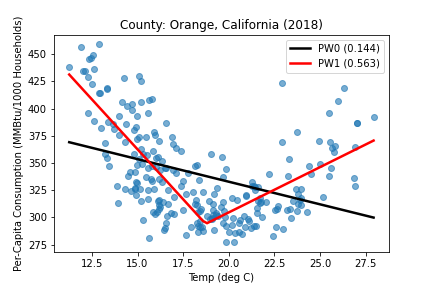 County: Orange, California (2018)
PW0 (0.144)
PW1 (0.563)
Per-Capita Consumption (MMBtu/1000 Households)
450
425
400
375
350
325
300
275
12.5 15.0 17.5 20.0 22.5 25.0 27.5
Temp (deg C)